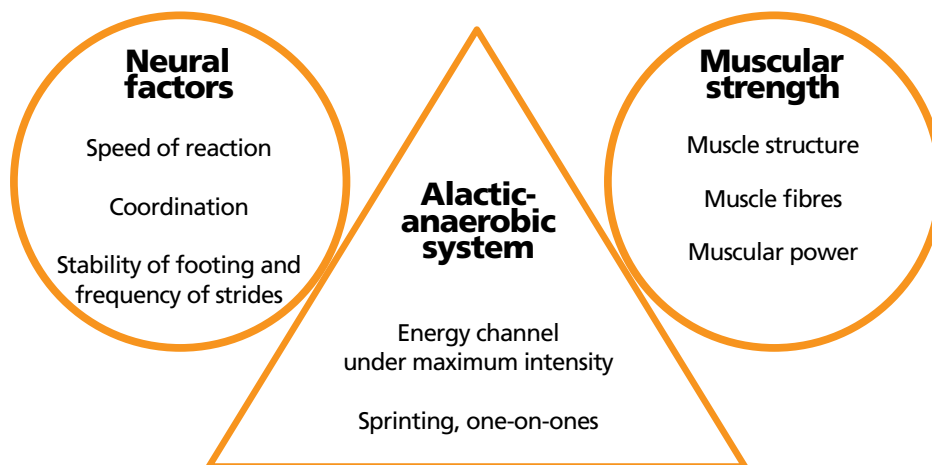 Neural
factors
Speed of reaction
Coordination
Stability of footing and
frequency of strides
Alactic-
anaerobic
system
Energy channel
under maximum intensity
Sprinting, one-on-ones
Muscular
strength
Muscle structure
Muscle fibres
Muscular power